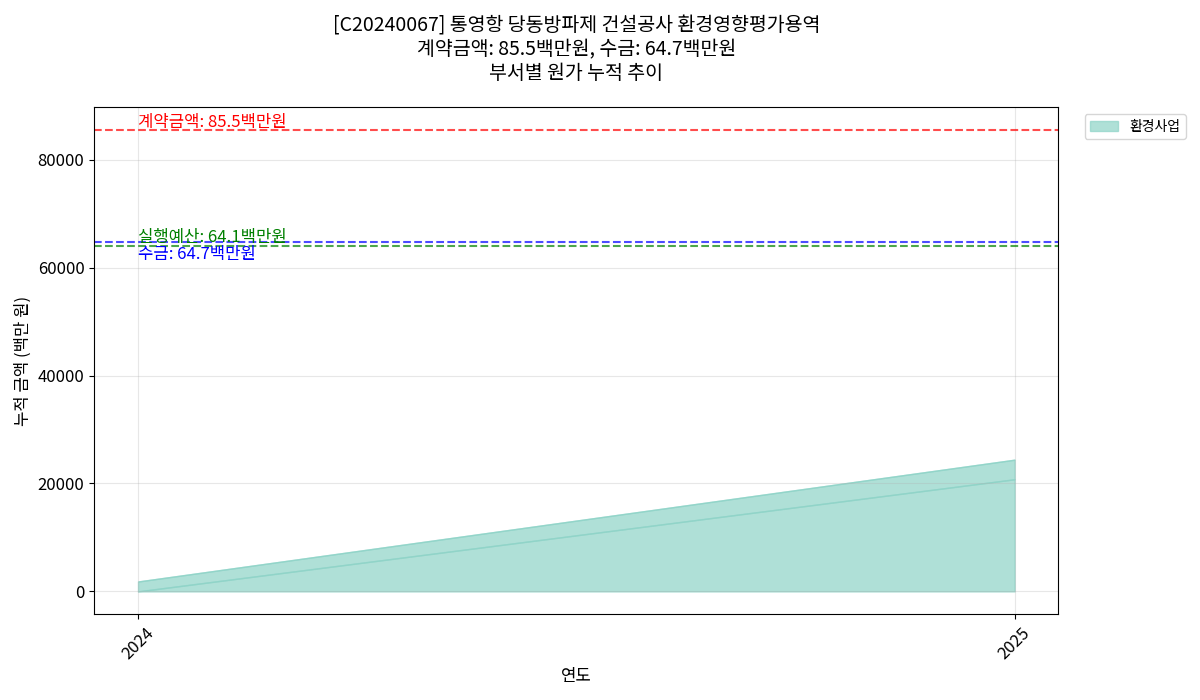 [C20240067] 통영항 당동방파제 건설공사 환경영향평가용역
계약금액: 85.5백만원, 수금: 64.7백만원
부서별 원가 누적 추이
계약금액: 85.5백만원
환경사업
80000
실행예산: 64.1백만원
수금: 64.7백만원
60000
누적 금액 (백만 원)
40000
20000
0
2024
2025
연도